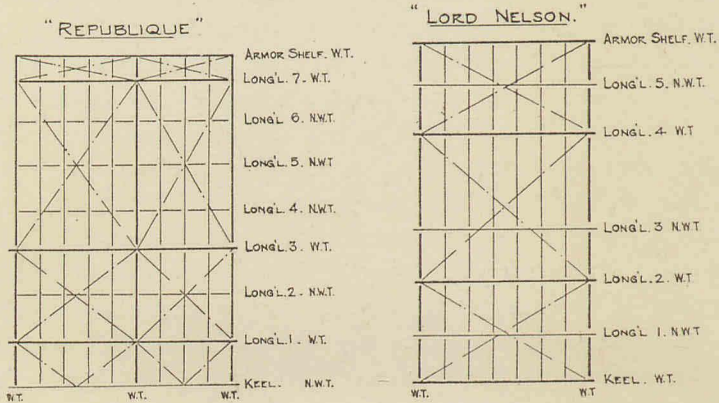 "REPUBLIQUE"
ARMOR SHELF. W.T.
LONG'L. 7. W.T.
LONG'L 6. N.W.T.
LONG'L. 5. N.W.T
LONG'L. 4. N.W.T.
LONG'L. 3. W.T.
LONG'L. 2. N.W.T.
LONG'L. 1. W.T.
KEEL. N.W.T.
W.T. W.T. W.T.
"LORD NELSON."
ARMOR SHELF. W.T.
LONG'L 5. N.W.T.
LONG'L. 4 W.T
LONG'L. 3 N.W.T
LONG'L. 2. W.T
LONG'L 1. N.W.T
KEEL. W.T.
W.T. W.T